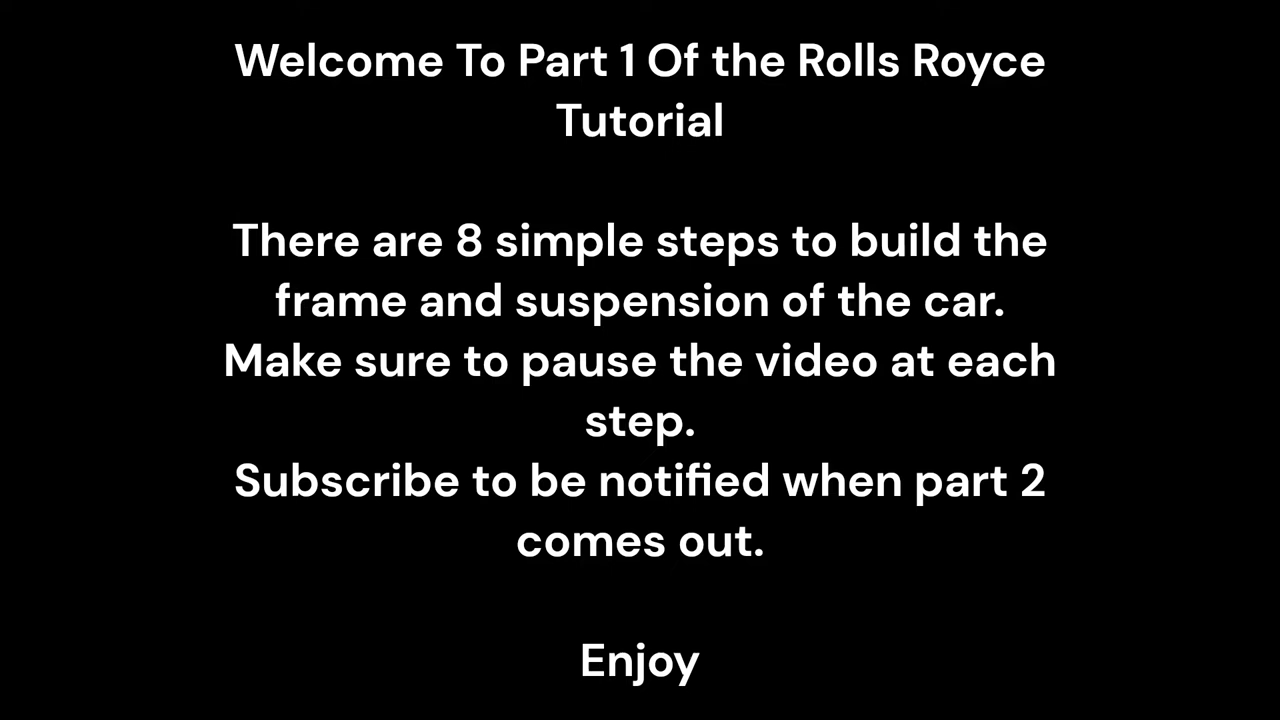 Welcome To Part 1 Of the Rolls Royce
Tutorial
There are 8 simple steps to build the
frame and suspension of the car.
Make sure to pause the video at each
step.
Subscribe to be notified when part 2
comes out.
Enjoy